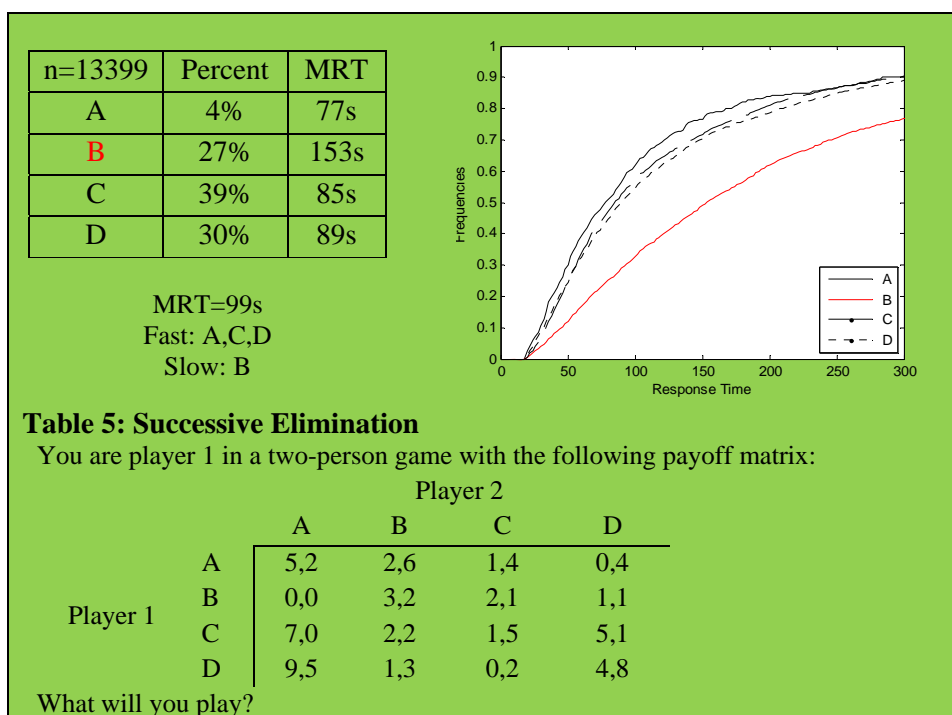 n=13399 Percent MRT
A 4% 77s
B 27% 153s
C 39% 85s
D 30% 89s
MRT=99s
Fast: A,C,D
Slow: B
1
0.9
0.8
0.7
0.6
0.5
0.4
0.3
0.2
0.1
0
0 50 100 150 200 250 300
Frequencies
Response Time
A
B
C
D
Table 5: Successive Elimination
You are player 1 in a two-person game with the following payoff matrix:
Player 2
A B C D
A 5,2 2,6 1,4 0,4
B 0,0 3,2 2,1 1,1
Player 1
C 7,0 2,2 1,5 5,1
D 9,5 1,3 0,2 4,8
What will you play?